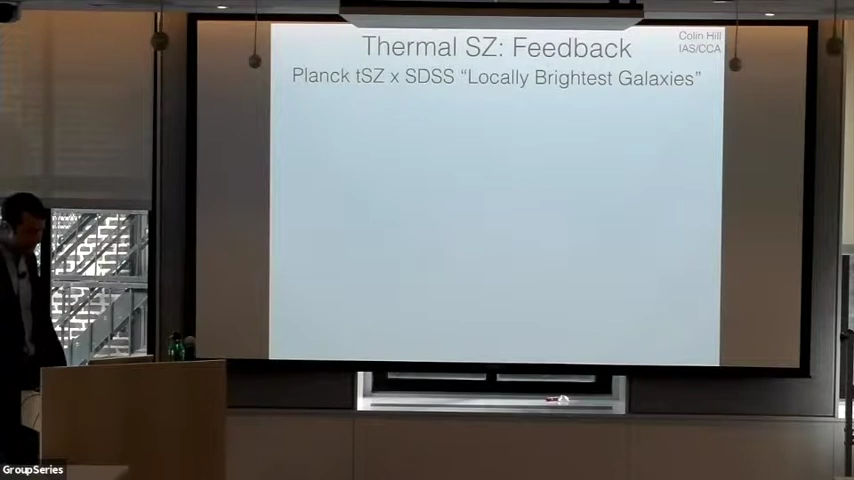 Thermal SZ: Feedback
Colin Hill
IAS/CCA
Planck tSZ x SDSS “Locally Brightest Galaxies”
GroupSeries